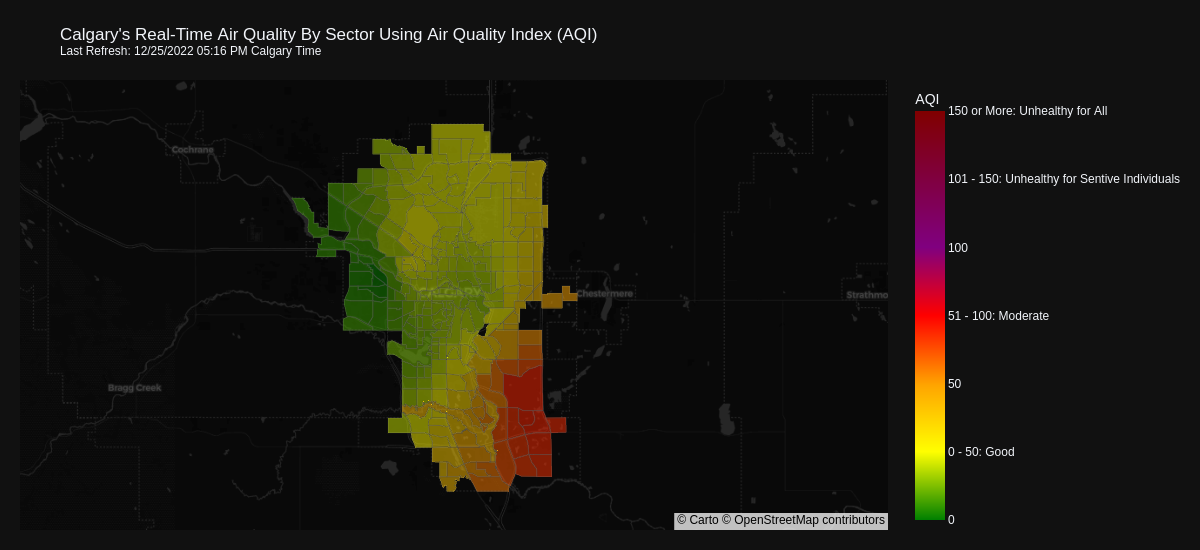 Calgary's Real-Time Air Quality By Sector Using Air Quality Index (AQI)
Last Refresh: 12/25/2022 05:16 PM Calgary Time
AQI
150 or More: Unhealthy for All
101 - 150: Unhealthy for Sentive Individuals
100
51 - 100: Moderate
50
0 - 50: Good
0
Cochrane
CALGARY
Chestermere
Strathmo
Bragg Creek
© Carto © OpenStreetMap contributors